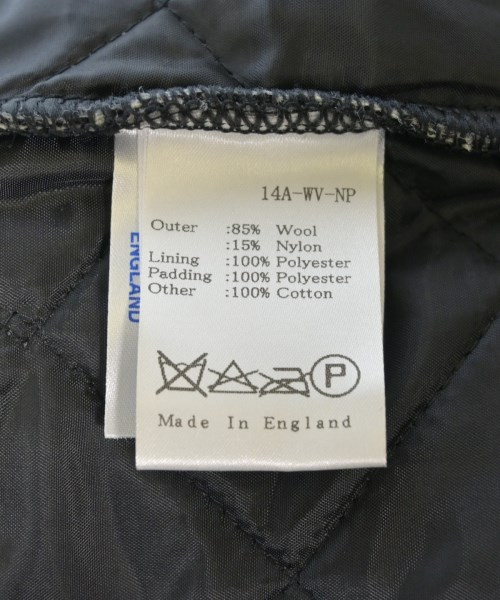 14A-WV-NP
Outer :85% Wool
:15% Nylon
Lining :100% Polyester
Padding :100% Polyester
Other :100% Cotton
P
Made In England
ENGLAND